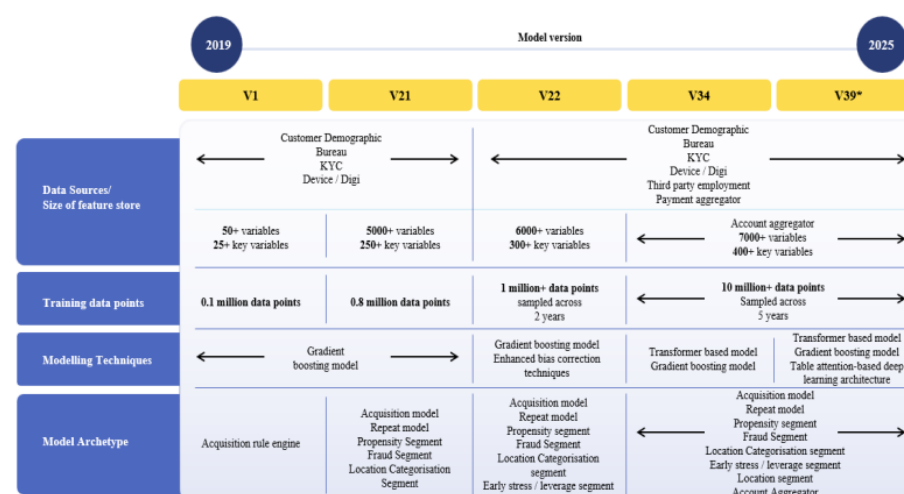 2019
Model version
2025
V1
V21
V22
V34
V39*
Data Sources/
Size of feature store
Customer Demographic
Bureau
KYC
Device / Digi
Customer Demographic
Bureau
KYC
Device / Digi
Third party employment
Payment aggregator
50+ variables
25+ key variables
5000+ variables
250+ key variables
6000+ variables
300+ key variables
Account aggregator
7000+ variables
400+ key variables
Training data points
0.1 million data points
0.8 million data points
1 million+ data points
sampled across
2 years
10 million+ data points
Sampled across
5 years
Modelling Techniques
Gradient
boosting model
Gradient boosting model
Enhanced bias correction
techniques
Transformer based model
Gradient boosting model
Transformer based model
Gradient boosting model
Table attention-based deep
learning architecture
Model Archetype
Acquisition rule engine
Acquisition model
Repeat model
Propensity Segment
Fraud Segment
Location Categorisation
Segment
Acquisition model
Repeat model
Propensity segment
Fraud Segment
Location Categorisation
segment
Early stress / leverage segment
Acquisition model
Repeat model
Propensity segment
Fraud Segment
Location Categorisation segment
Early stress / leverage segment
Location segment
Account Aggregator